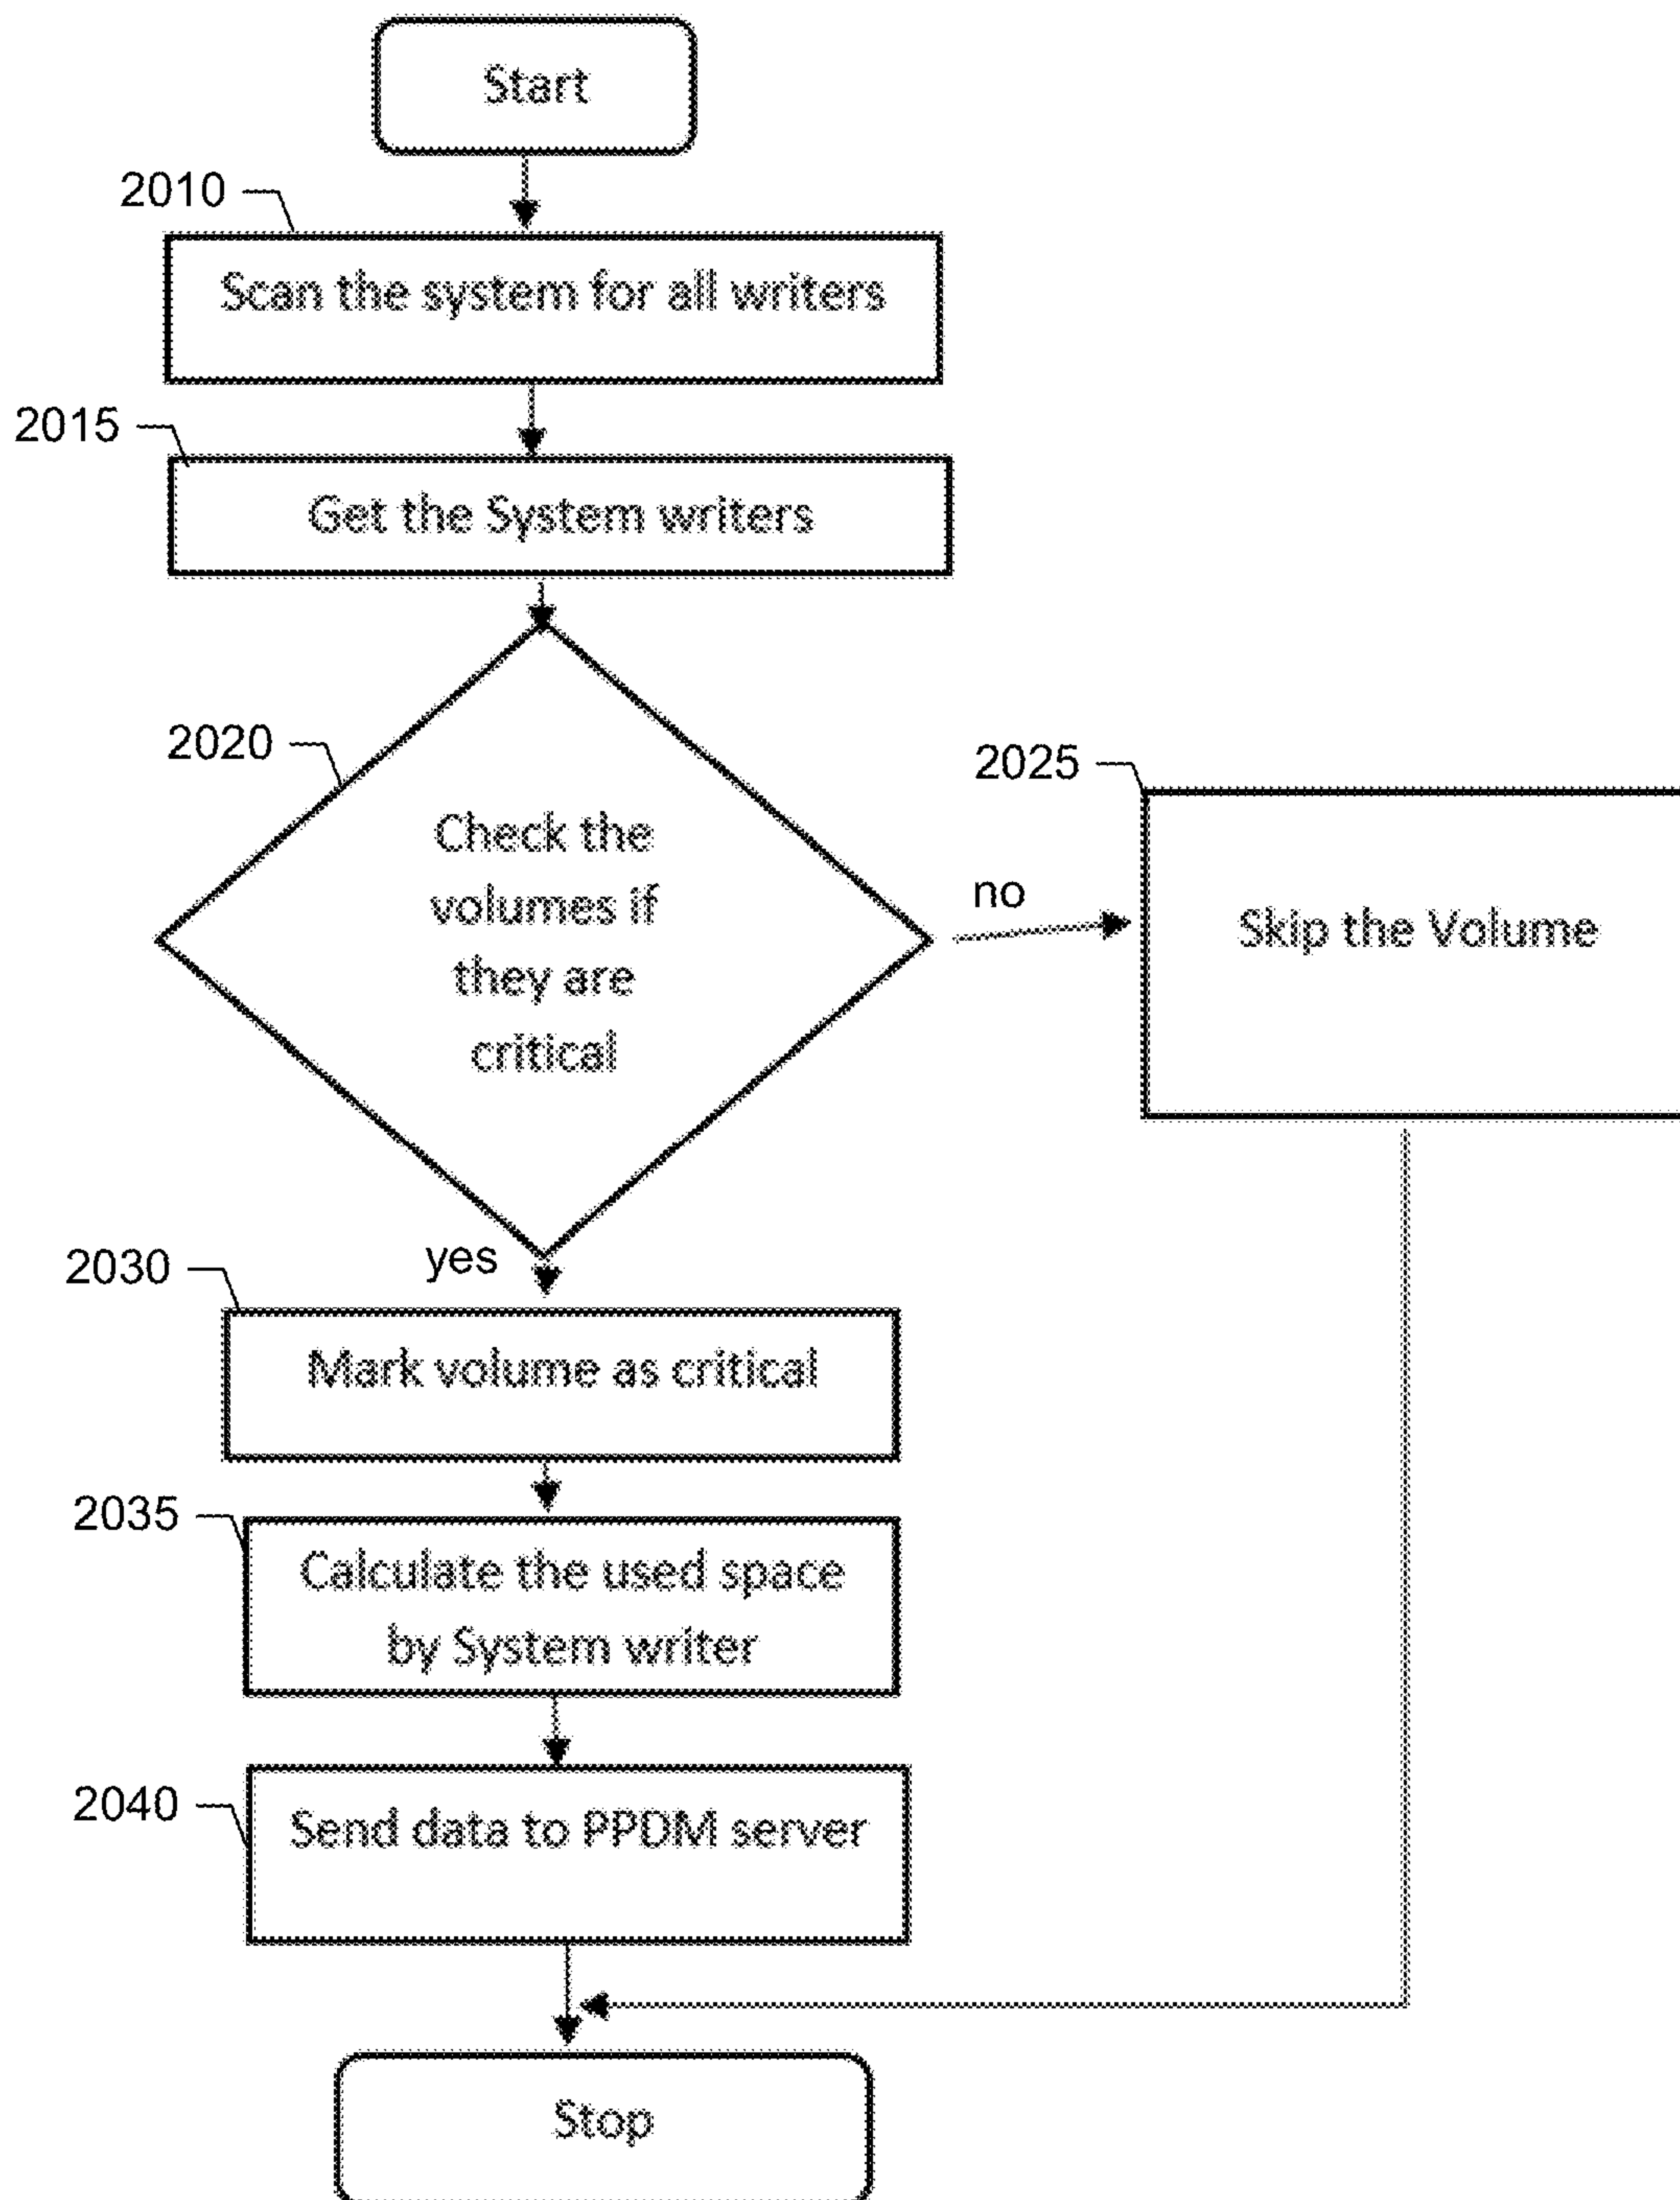 Start
2010
Scan the system for all writers
2015
Get the System writers
2020
Check the
volumes if
they are
critical
no
2025
Skip the Volume
yes
2030
Mark volume as critical
2035
Calculate the used space
by System writer
2040
Send data to PPDM server
Stop